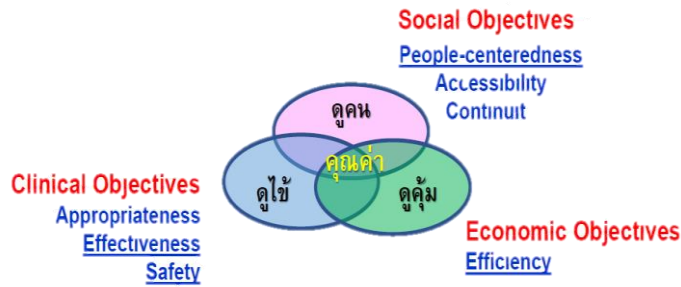 Social Objectives
People-centeredness
Accessibility
Continuit
ดูคน
คุณค่า
ดูไข้
ดูคุ้ม
Clinical Objectives
Appropriateness
Effectiveness
Safety
Economic Objectives
Efficiency